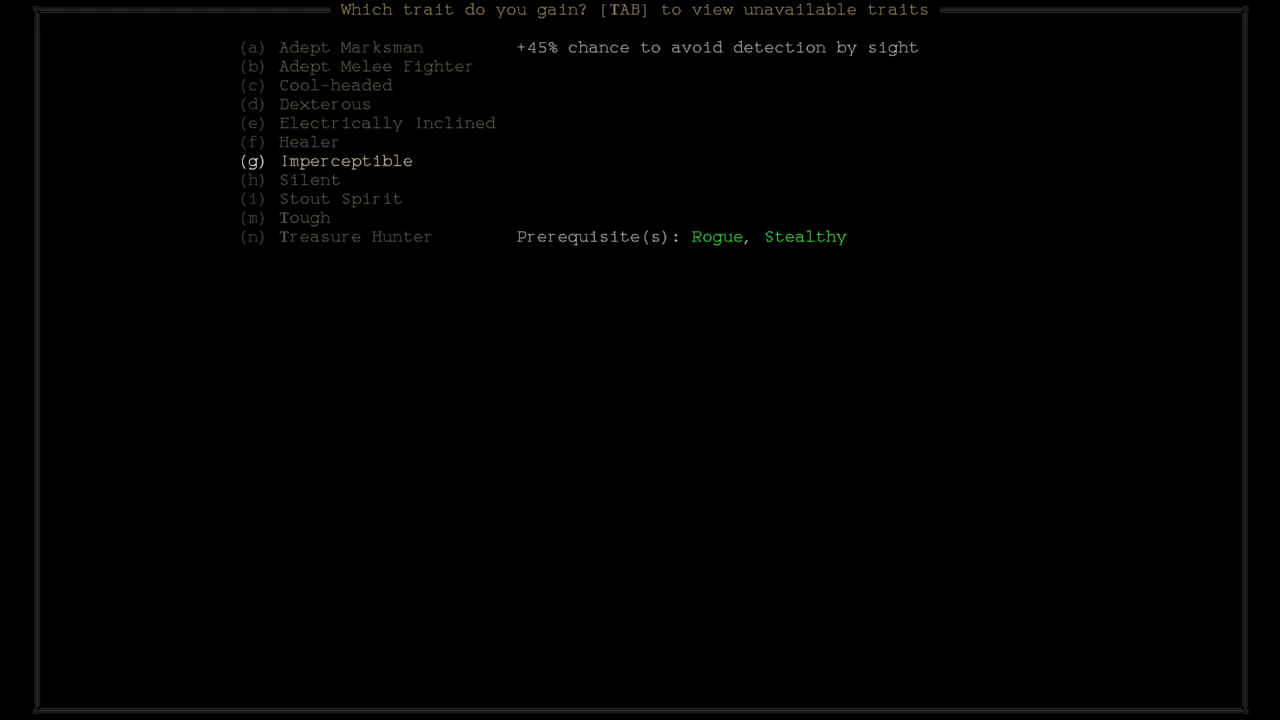 Which trait do you gain? [TAB] to view unavailable traits
(a) Adept Marksman +45% chance to avoid detection by sight
(b) Adept Melee Fighter
(c) Cool-headed
(d) Dexterous
(e) Electrically Inclined
(f) Healer
(g) Imperceptible
(h) Silent
(i) Stout Spirit
(m) Tough
(n) Treasure Hunter Prerequisite(s): Rogue, Stealthy